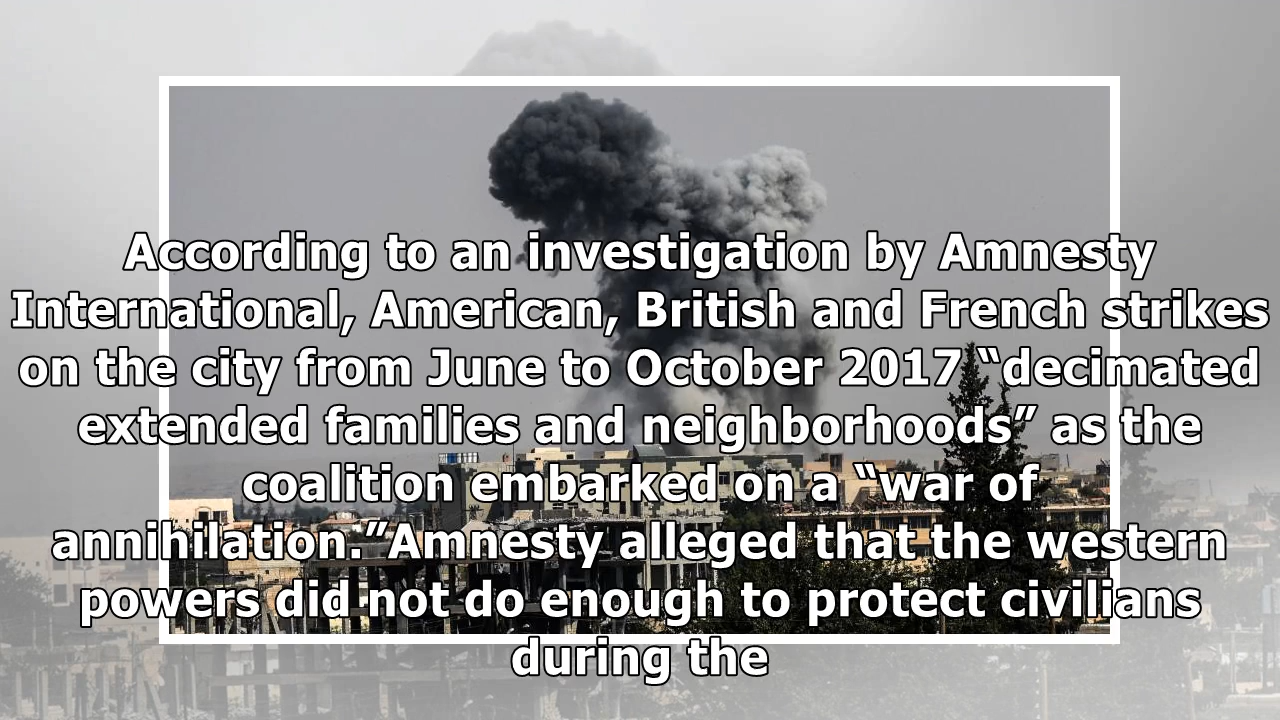 According to an investigation by Amnesty
International, American, British and French strikes
on the city from June to October 2017 “decimated
extended families and neighborhoods” as the
coalition embarked on a “war of
annihilation.”Amnesty alleged that the western
powers did not do enough to protect civilians
during the